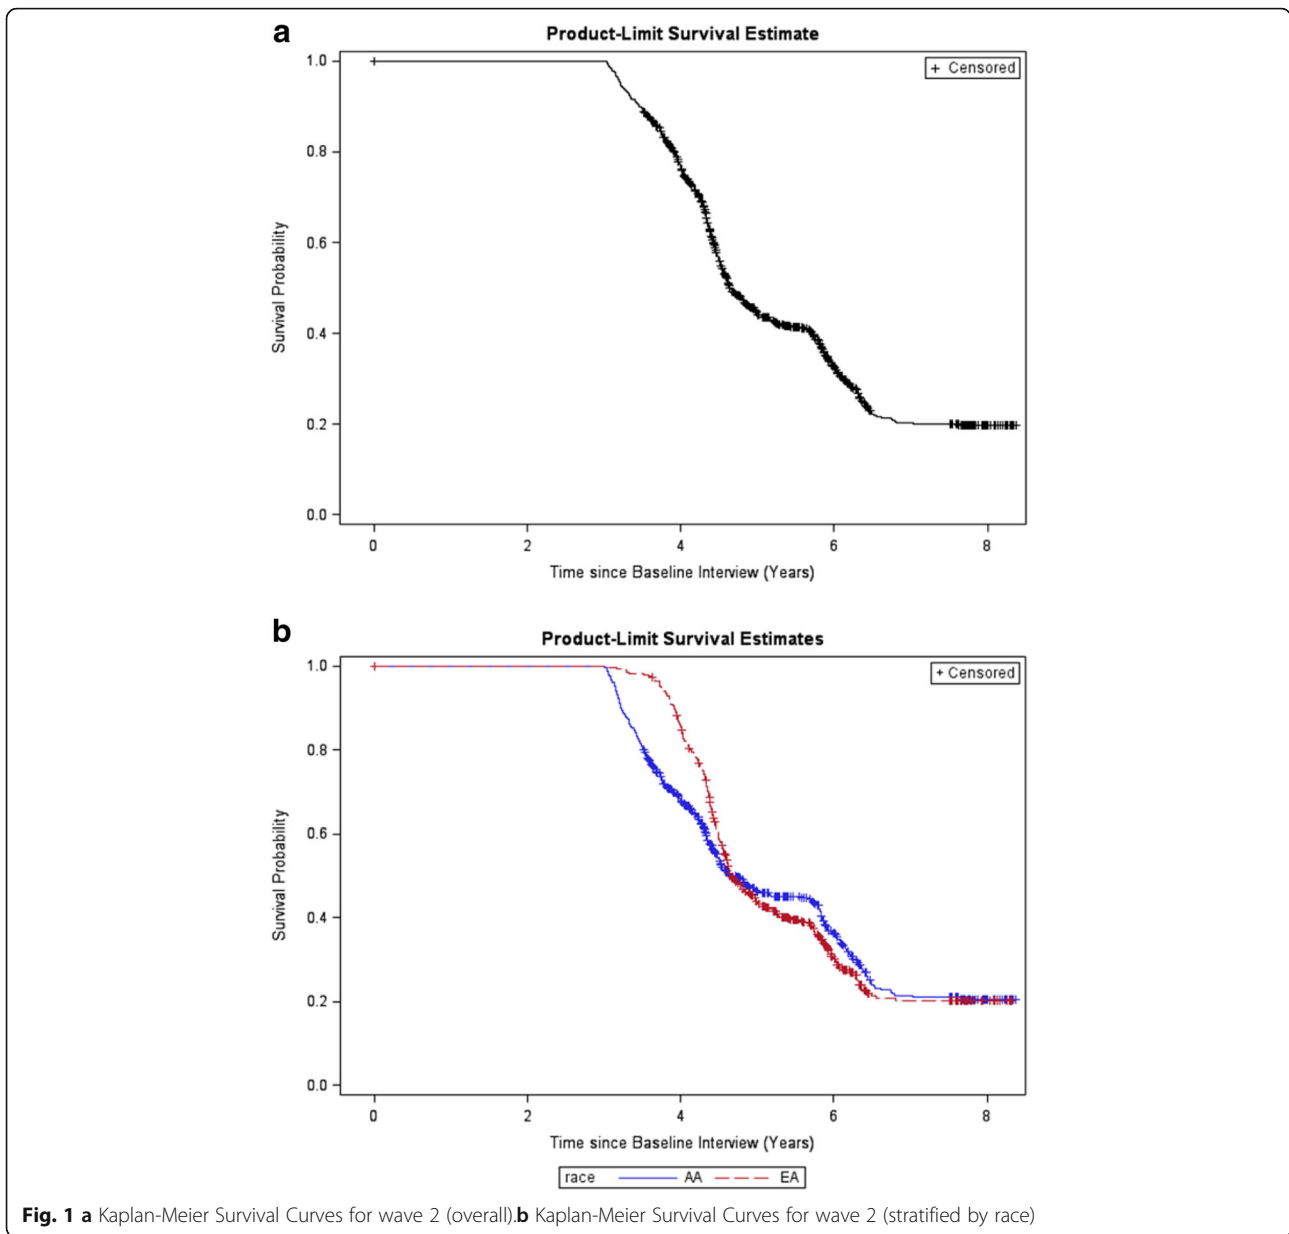 a
Product-Limit Survival Estimate
+ Censored
1.0
0.8
0.6
0.4
0.2
0.0
Survival Probability
0 2 4 6 8
Time since Baseline Interview (Years)
b
Product-Limit Survival Estimates
+ Censored
1.0
0.8
0.6
0.4
0.2
0.0
Survival Probability
0 2 4 6 8
Time since Baseline Interview (Years)
race AA EA
Fig. 1 a Kaplan-Meier Survival Curves for wave 2 (overall).b Kaplan-Meier Survival Curves for wave 2 (stratified by race)